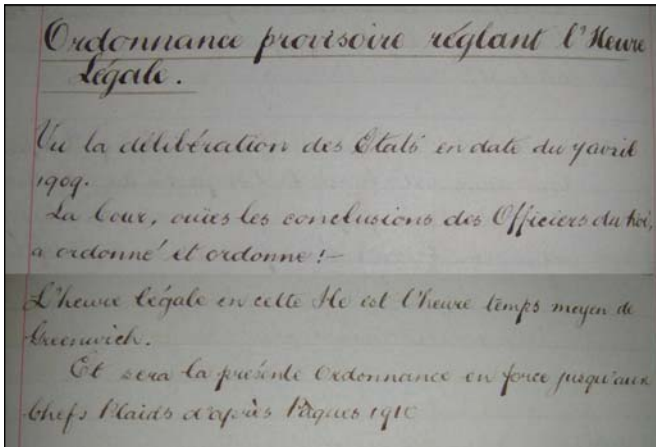 Ordonnance provisoire réglant l'Heure
Légale.
Vu la délibération des Etats en date du 7 avril
1909.
La Cour, ouïes les conclusions des Officiers du Roi,
a ordonné et ordonne:-
L'heure légale en cette Ile est l'heure temps moyen de
Greenwich.
Et sera la présente Ordonnance en force jusqu'aux
Chefs Plaids d'après Pâques 1910